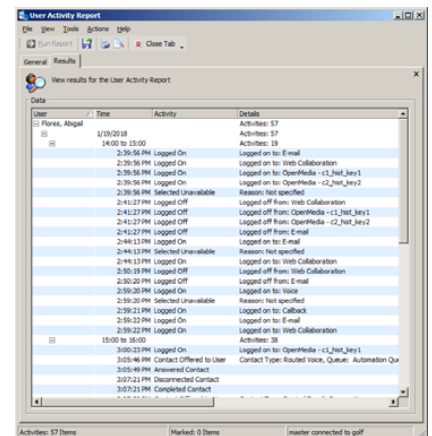 User Activity Report
File View Tools Actions Help
Run Report Close Tab
General Results
View results for the User Activity Report
Data
User Time Activity Details
Flores, Abigail Activities: 57
1/19/2018 Activities: 57
14:00 to 15:00 Activities: 19
2:39:56 PM Logged On Logged on to: E-mail
2:39:56 PM Logged On Logged on to: Web Collaboration
2:39:56 PM Logged On Logged on to: OpenMedia - c1_hist_key1
2:39:56 PM Logged On Logged on to: OpenMedia - c2_hist_key2
2:39:56 PM Selected Unavailable Reason: Not specified
2:41:27 PM Logged Off Logged off from: Web Collaboration
2:41:27 PM Logged Off Logged off from: OpenMedia - c1_hist_key1
2:41:27 PM Logged Off Logged off from: OpenMedia - c2_hist_key2
2:41:27 PM Logged Off Logged off from: E-mail
2:44:13 PM Logged On Logged on to: E-mail
2:44:13 PM Selected Unavailable Reason: Not specified
2:44:13 PM Logged On Logged on to: Web Collaboration
2:50:19 PM Logged Off Logged off from: Web Collaboration
2:50:20 PM Logged Off Logged off from: E-mail
2:59:20 PM Logged On Logged on to: Voice
2:59:20 PM Selected Unavailable Reason: Not specified
2:59:21 PM Logged On Logged on to: Callback
2:59:22 PM Logged On Logged on to: E-mail
2:59:22 PM Logged On Logged on to: Web Collaboration
15:00 to 16:00 Activities: 38
3:00:23 PM Logged On Logged on to: OpenMedia - c1_hist_key1
3:05:46 PM Contact Offered to User Contact Type: Routed Voice, Queue: Automation Que
3:05:49 PM Answered Contact
3:07:21 PM Disconnected Contact
3:07:21 PM Completed Contact
Activities: 57 Items Marked: 0 Items master connected to golf